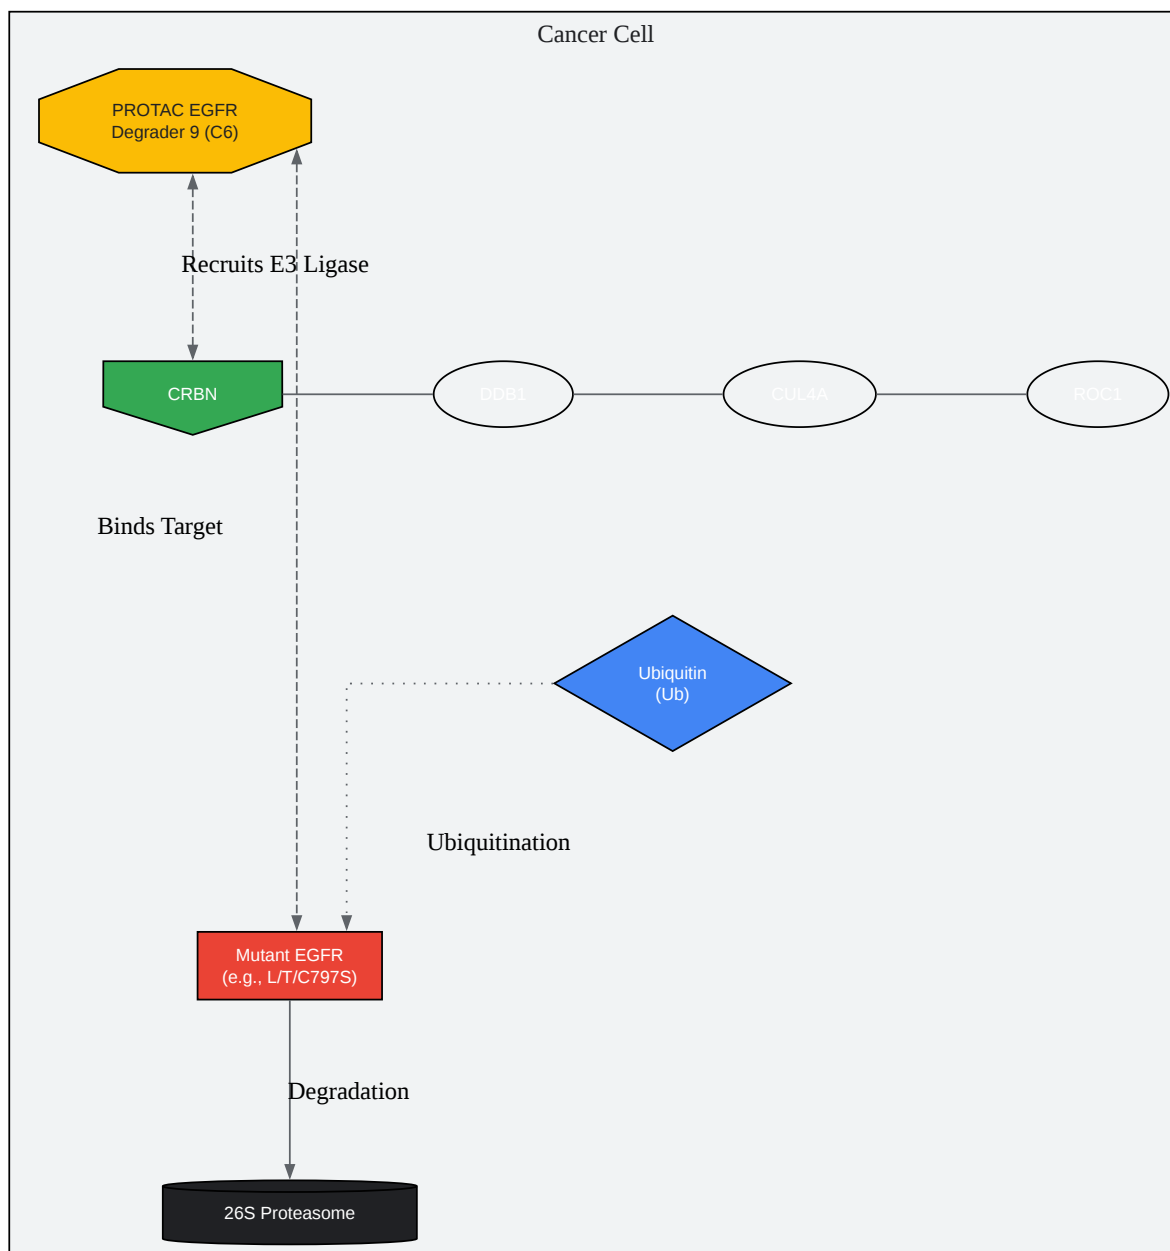 Cancer Cell
PROTAC EGFR
Degrader 9 (C6)
Recruits E3 Ligase
CRBN
DDB1
CUL4A
ROC1
Binds Target
Ubiquitin
(Ub)
Ubiquitination
Mutant EGFR
(e.g., L/T/C797S)
Degradation
26S Proteasome